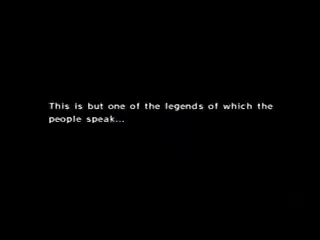 This is but one of the legends of which the
people speak...